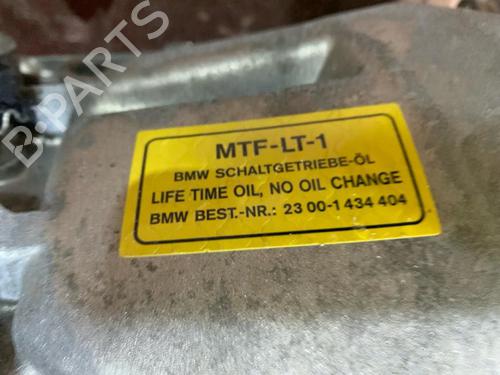 B-PARTS
MTF-LT-1
BMW SCHALTGETRIEBE-ÖL
LIFE TIME OIL, NO OIL CHANGE
BMW BEST.-NR.: 23 00-1 434 404